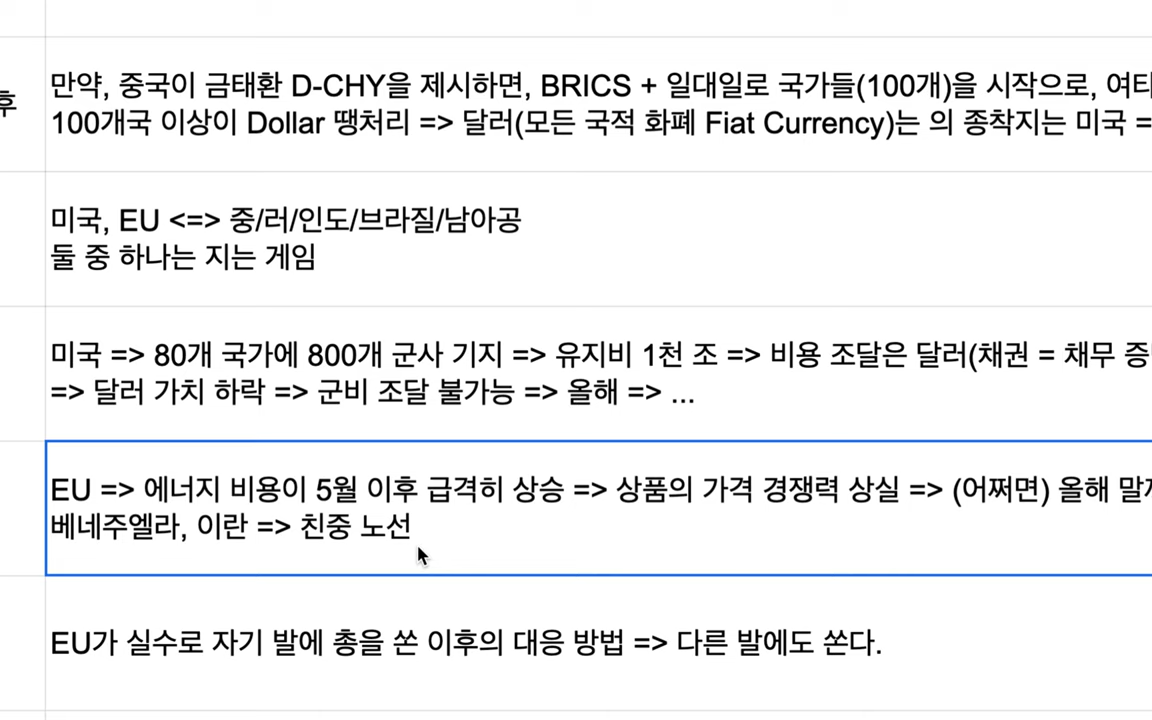 후
만약, 중국이 금태환 D-CHY을 제시하면, BRICS + 일대일로 국가들(100개)을 시작으로, 여타
100개국 이상이 Dollar 땡처리 => 달러(모든 국적 화폐 Fiat Currency)는 의 종착지는 미국 =
미국, EU <=> 중/러/인도/브라질/남아공
둘 중 하나는 지는 게임
미국 => 80개 국가에 800개 군사 기지 => 유지비 1천 조 => 비용 조달은 달러(채권 = 채무 증
=> 달러 가치 하락 => 군비 조달 불가능 => 올해 => ...
EU => 에너지 비용이 5월 이후 급격히 상승 => 상품의 가격 경쟁력 상실 => (어쩌면) 올해 말
베네주엘라, 이란 => 친중 노선
EU가 실수로 자기 발에 총을 쏜 이후의 대응 방법 => 다른 발에도 쏜다.